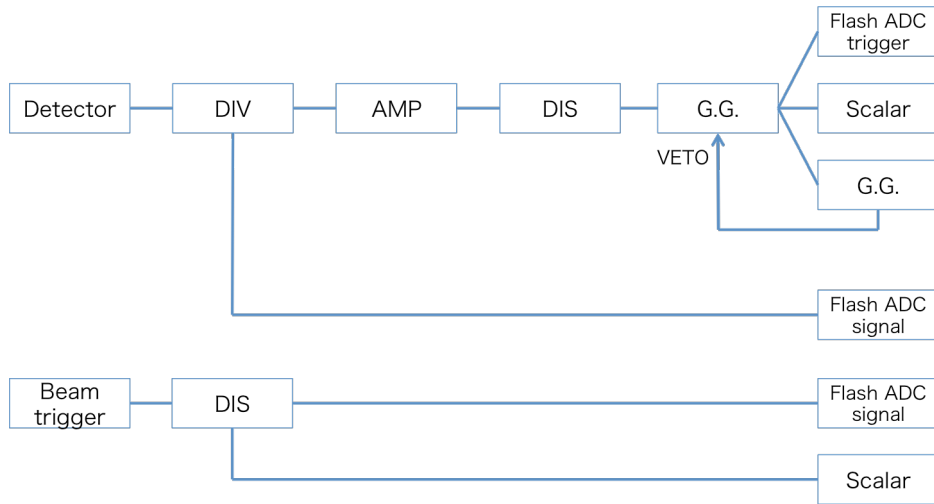 Flash ADC
trigger
Detector
DIV
AMP
DIS
G.G.
Scalar
VETO
G.G.
Flash ADC
signal
Beam
trigger
DIS
Flash ADC
signal
Scalar